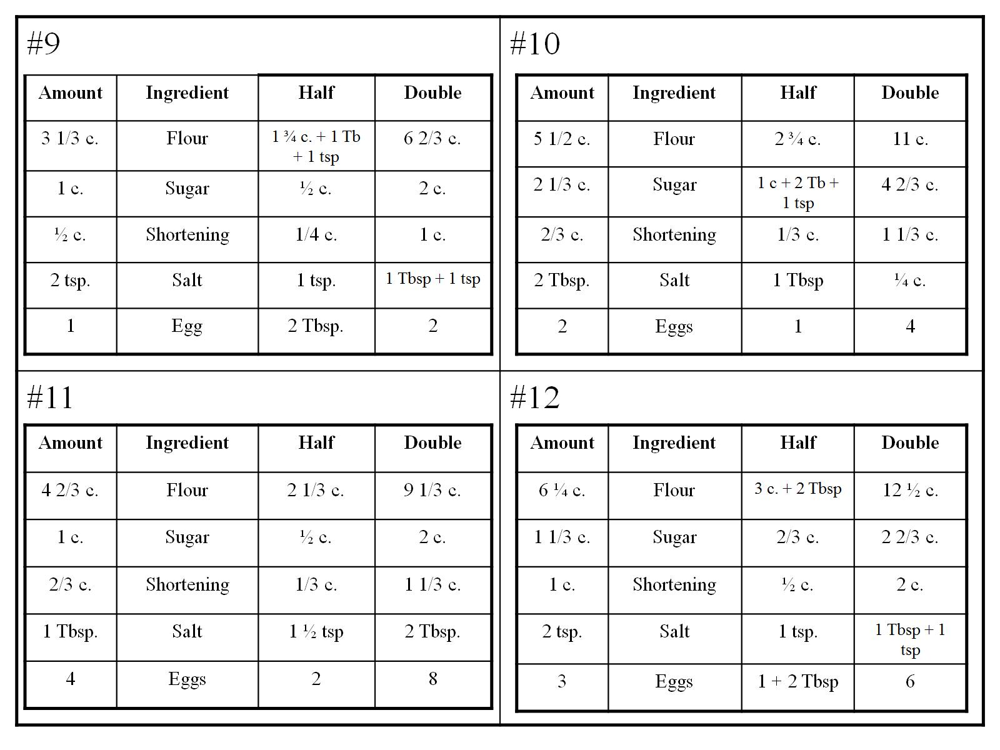 #9
Amount Ingredient Half Double
3 1/3 c. Flour 1 ¾ c. + 1 Tb 6 2/3 c.
+ 1 tsp
1 c. Sugar ½ c. 2 c.
½ c. Shortening 1/4 c. 1 c.
2 tsp. Salt 1 tsp. 1 Tbsp + 1 tsp
1 Egg 2 Tbsp. 2
#10
Amount Ingredient Half Double
5 1/2 c. Flour 2 ¾ c. 11 c.
2 1/3 c. Sugar 1 c + 2 Tb + 4 2/3 c.
1 tsp
2/3 c. Shortening 1/3 c. 1 1/3 c.
2 Tbsp. Salt 1 Tbsp ¼ c.
2 Eggs 1 4
#11
Amount Ingredient Half Double
4 2/3 c. Flour 2 1/3 c. 9 1/3 c.
1 c. Sugar ½ c. 2 c.
2/3 c. Shortening 1/3 c. 1 1/3 c.
1 Tbsp. Salt 1 ½ tsp 2 Tbsp.
4 Eggs 2 8
#12
Amount Ingredient Half Double
6 ¼ c. Flour 3 c. + 2 Tbsp 12 ½ c.
1 1/3 c. Sugar 2/3 c. 2 2/3 c.
1 c. Shortening ½ c. 2 c.
2 tsp. Salt 1 tsp. 1 Tbsp + 1
tsp
3 Eggs 1 + 2 Tbsp 6